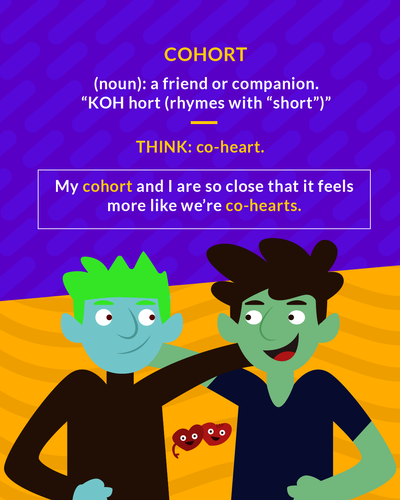 COHORT
(noun): a friend or companion.
“KOH hort (rhymes with “short”)”
THINK: co-heart.
My cohort and I are so close that it feels
more like we’re co-hearts.